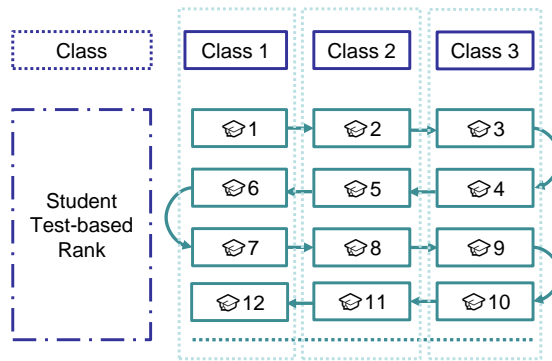 Class
Class 1
Class 2
Class 3
Student
Test-based
Rank
1
2
3
6
5
4
7
8
9
12
11
10